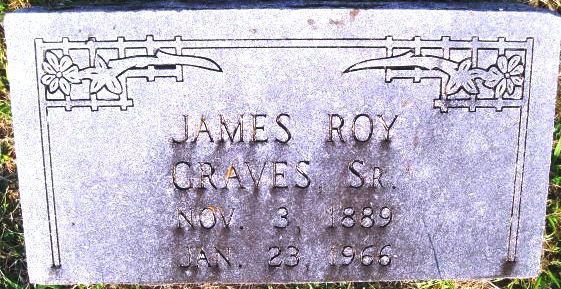 JAMES ROY
GRAVES, SR.
NOV. 3, 1889
JAN. 23, 1966